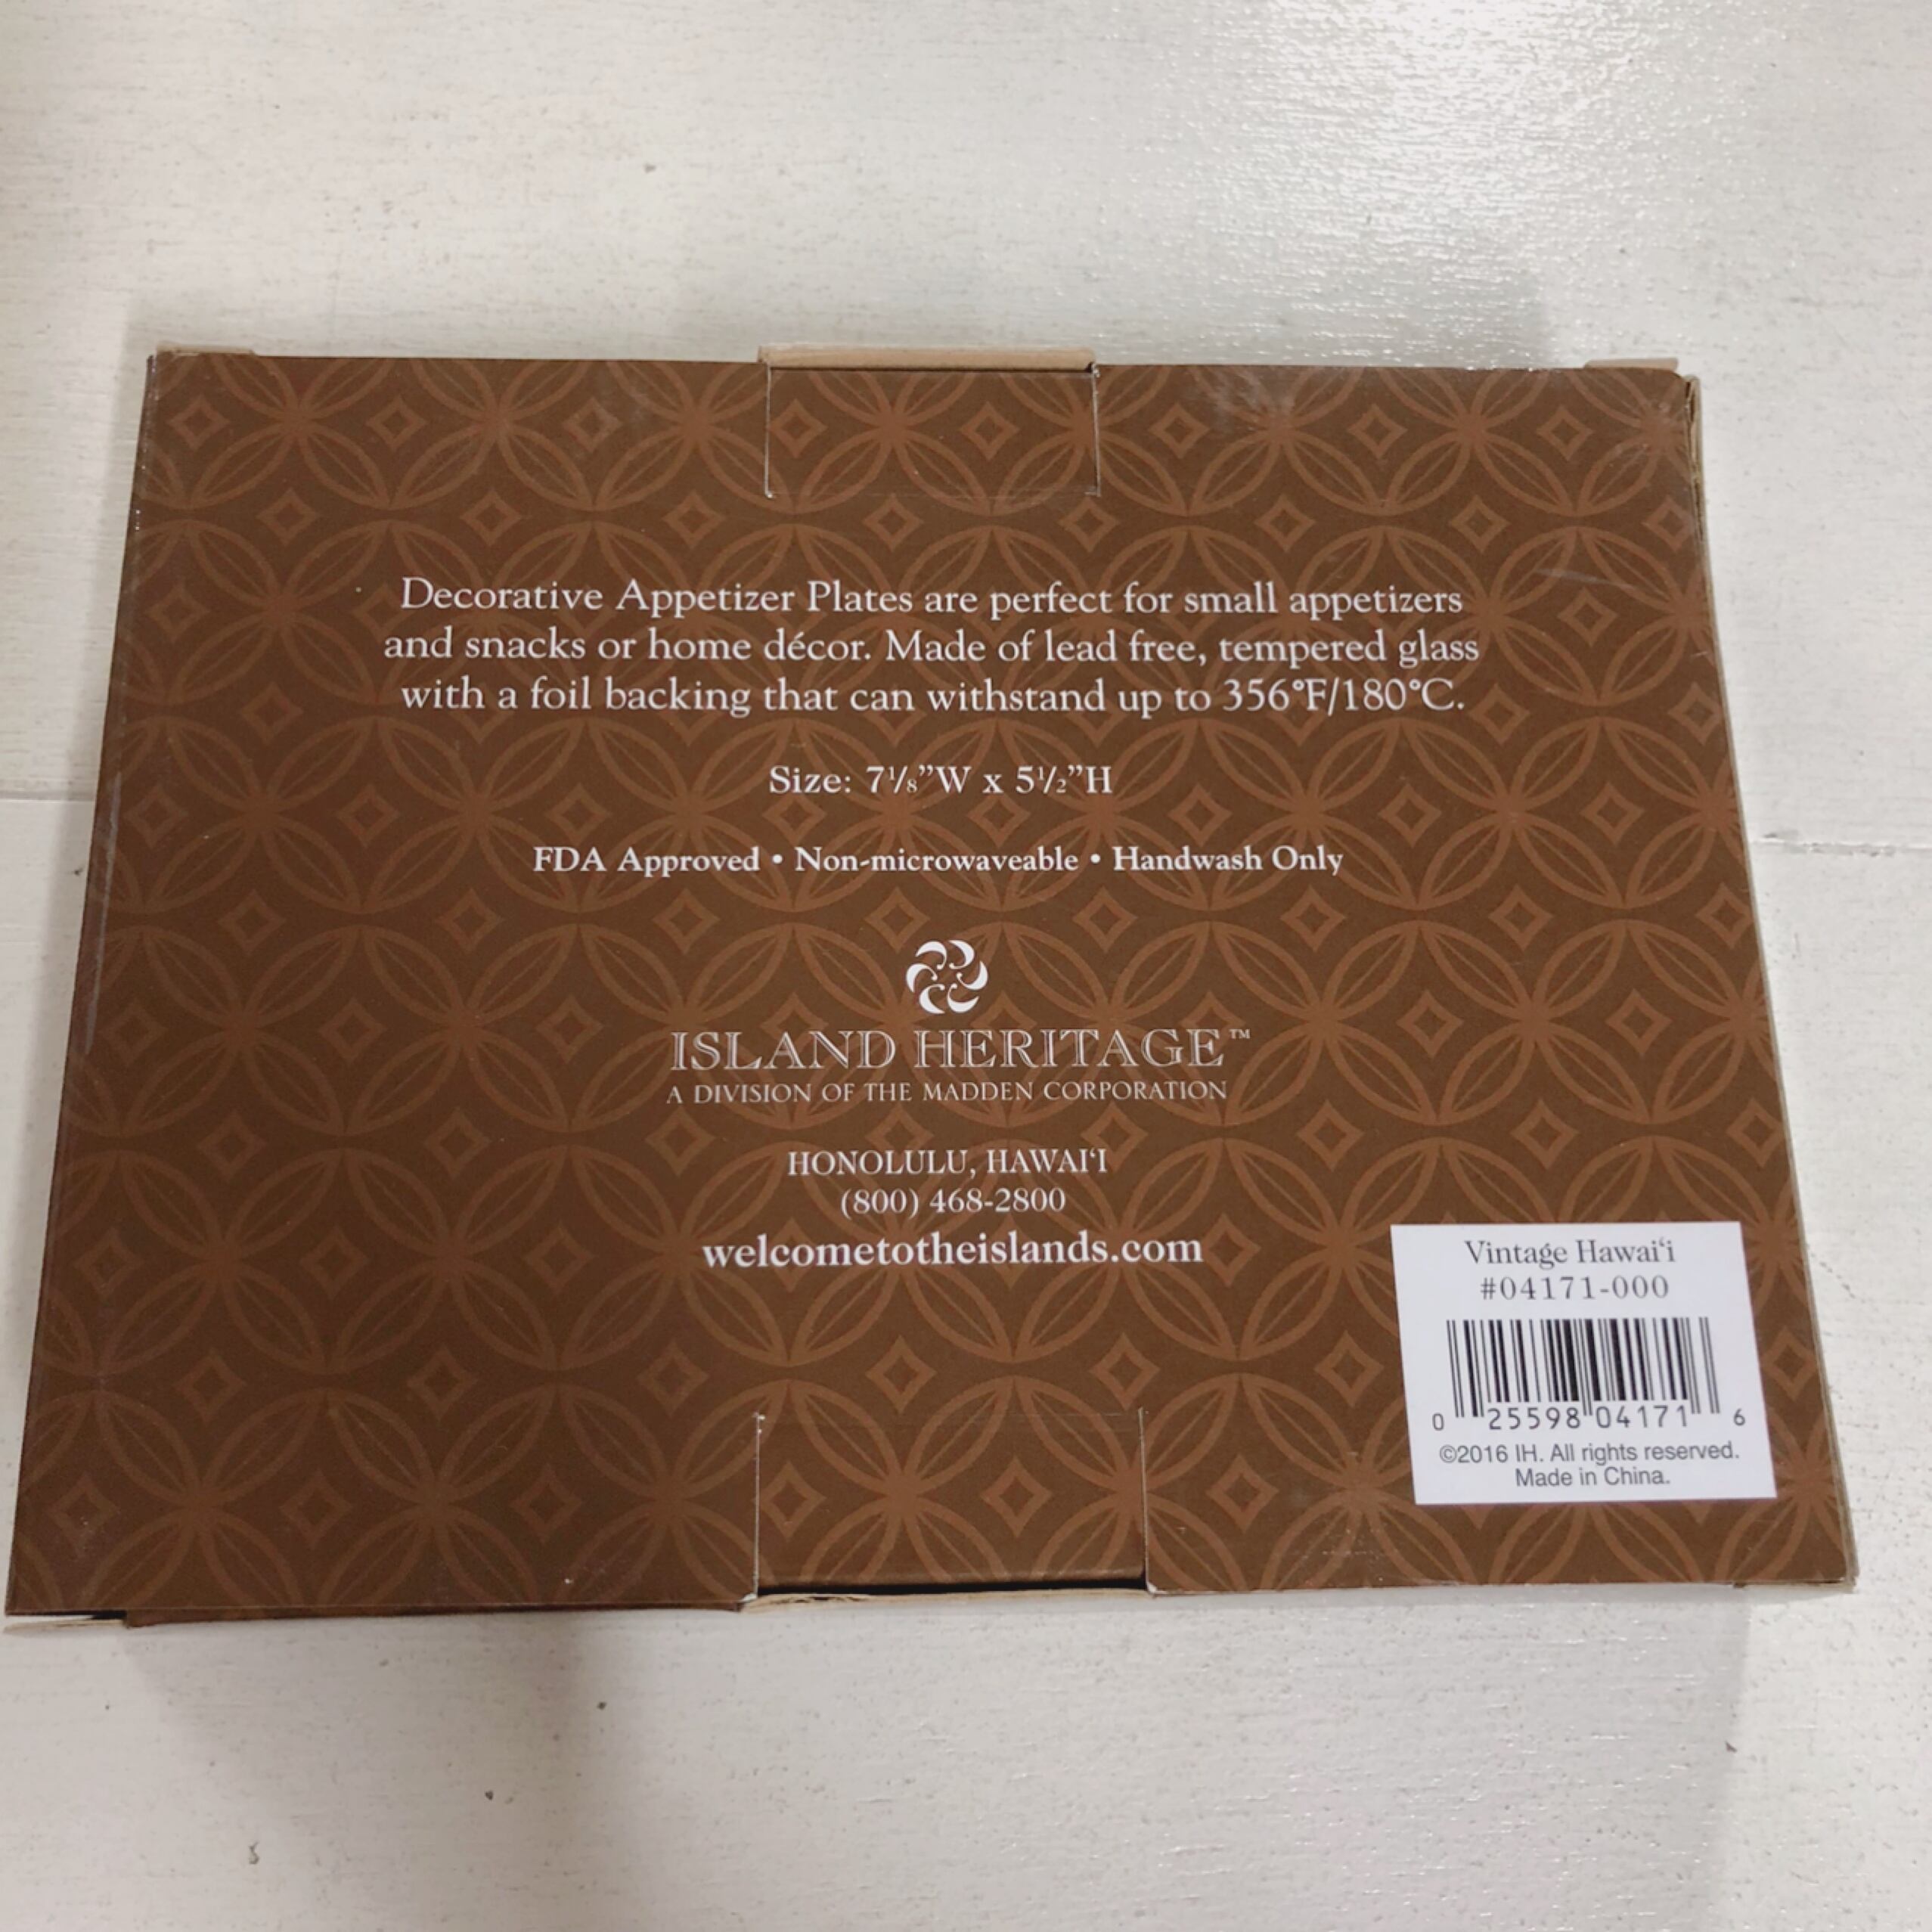 Decorative Appetizer Plates are perfect for small appetizers
and snacks or home décor. Made of lead free, tempered glass
with a foil backing that can withstand up to 356°F/180°C.
Size: 7⅛”W x 5½”H
FDA Approved • Non-microwaveable • Handwash Only
ISLAND HERITAGE™
A DIVISION OF THE MADDEN CORPORATION
HONOLULU, HAWAI‘I
(800) 468-2800
welcometotheislands.com
Vintage Hawai‘i
#04171-000
0 25598 04171 6
©2016 IH. All rights reserved.
Made in China.